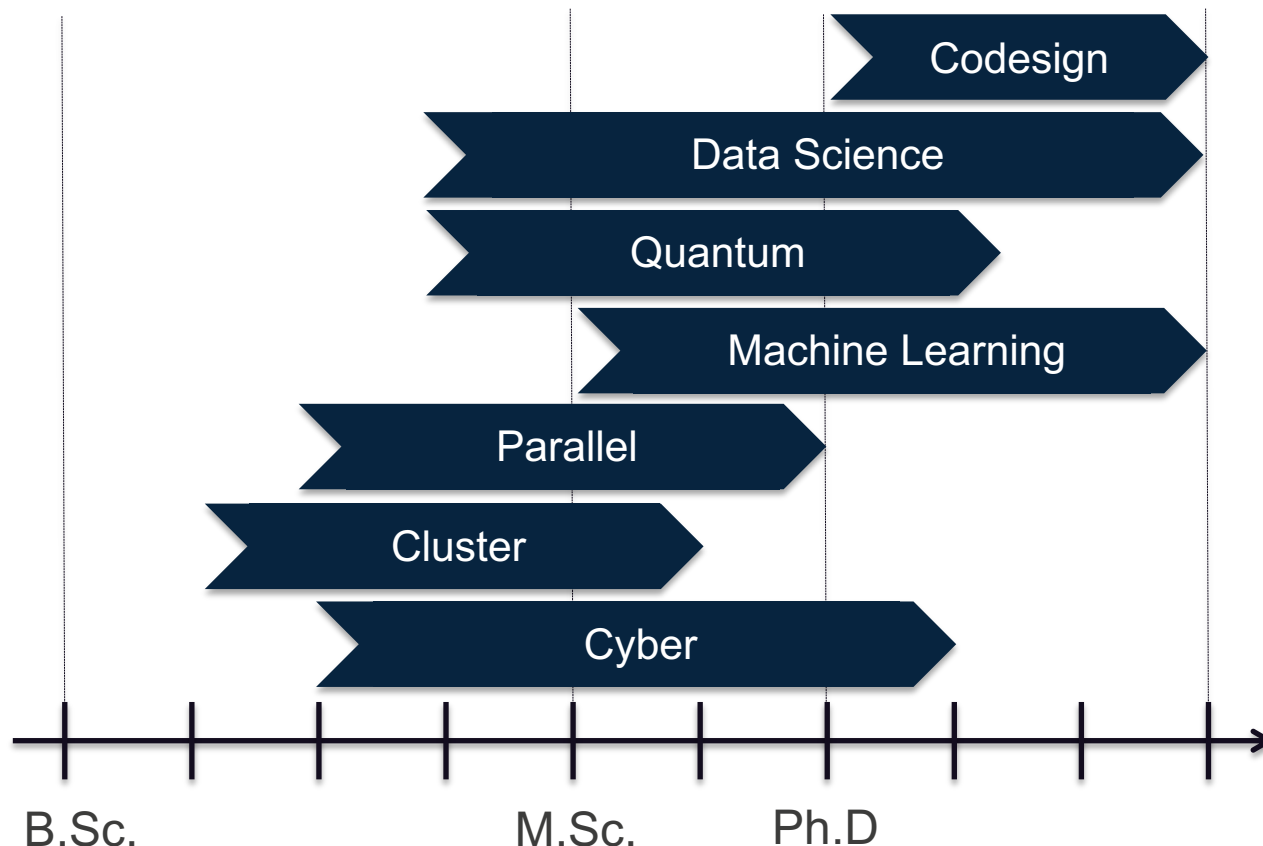 Codesign
Data Science
Quantum
Machine Learning
Parallel
Cluster
Cyber
B.Sc.
M.Sc.
Ph.D